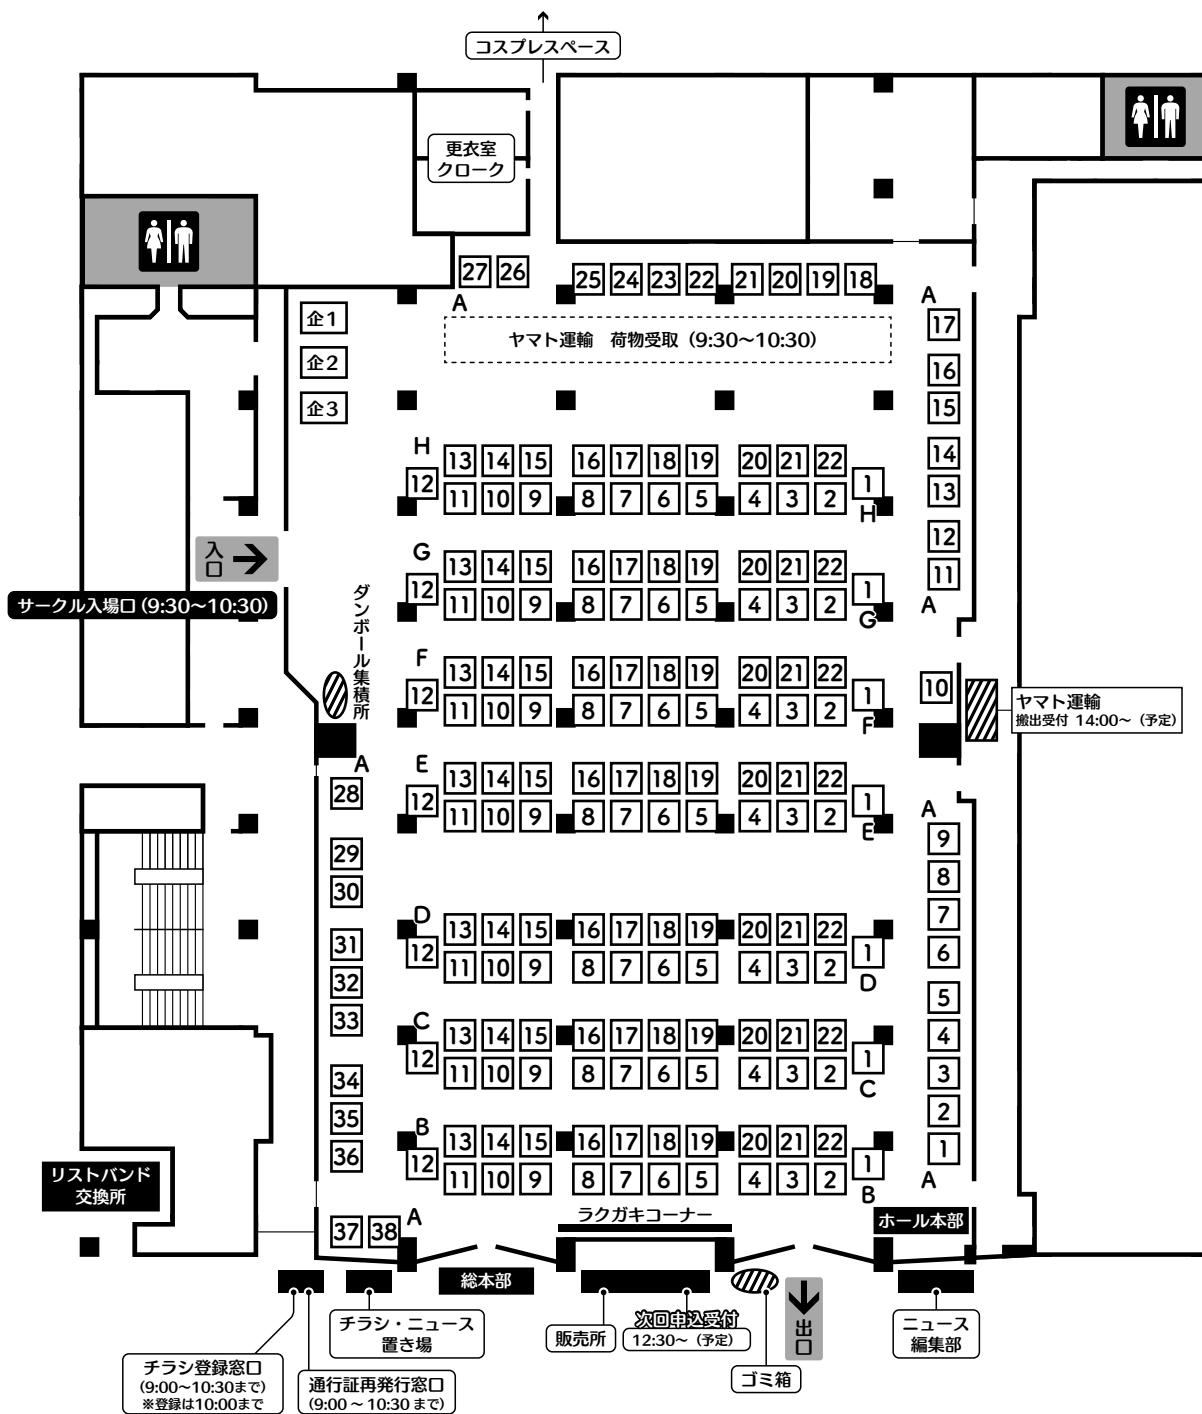 コスプレスペース
更衣室
クローク
27 26
25 24 23 22 21 20 19 18
A
A
企1
企2
企3
ヤマト運輸 荷物受取（9:30～10:30）
17
16
15
14
13
12
11
A
H
13 14 15 16 17 18 19 20 21 22
12
1
11 10 9 8 7 6 5 4 3 2
H
入口
サークル入場口（9:30～10:30）
ダンボール集積所
G
13 14 15 16 17 18 19 20 21 22
12
1
11 10 9 8 7 6 5 4 3 2
G
F
13 14 15 16 17 18 19 20 21 22
12
1
11 10 9 8 7 6 5 4 3 2
F
10
ヤマト運輸
搬出受付 14:00～（予定）
E
13 14 15 16 17 18 19 20 21 22
12
1
11 10 9 8 7 6 5 4 3 2
E
A
28
29
30
31
32
33
34
35
36
37 38
A
A
9
8
7
6
5
4
3
2
1
A
D
13 14 15 16 17 18 19 20 21 22
12
1
11 10 9 8 7 6 5 4 3 2
D
C
13 14 15 16 17 18 19 20 21 22
12
1
11 10 9 8 7 6 5 4 3 2
C
B
13 14 15 16 17 18 19 20 21 22
12
1
11 10 9 8 7 6 5 4 3 2
B
リストバンド
交換所
ラクガキコーナー
ホール本部
総本部
チラシ・ニュース
置き場
販売所
次回申込受付
12:30～（予定）
出口
ニュース
編集部
チラシ登録窓口
（9:00～10:30まで）
※登録は10:00まで
通行証再発行窓口
（9:00～10:30まで）
ゴミ箱